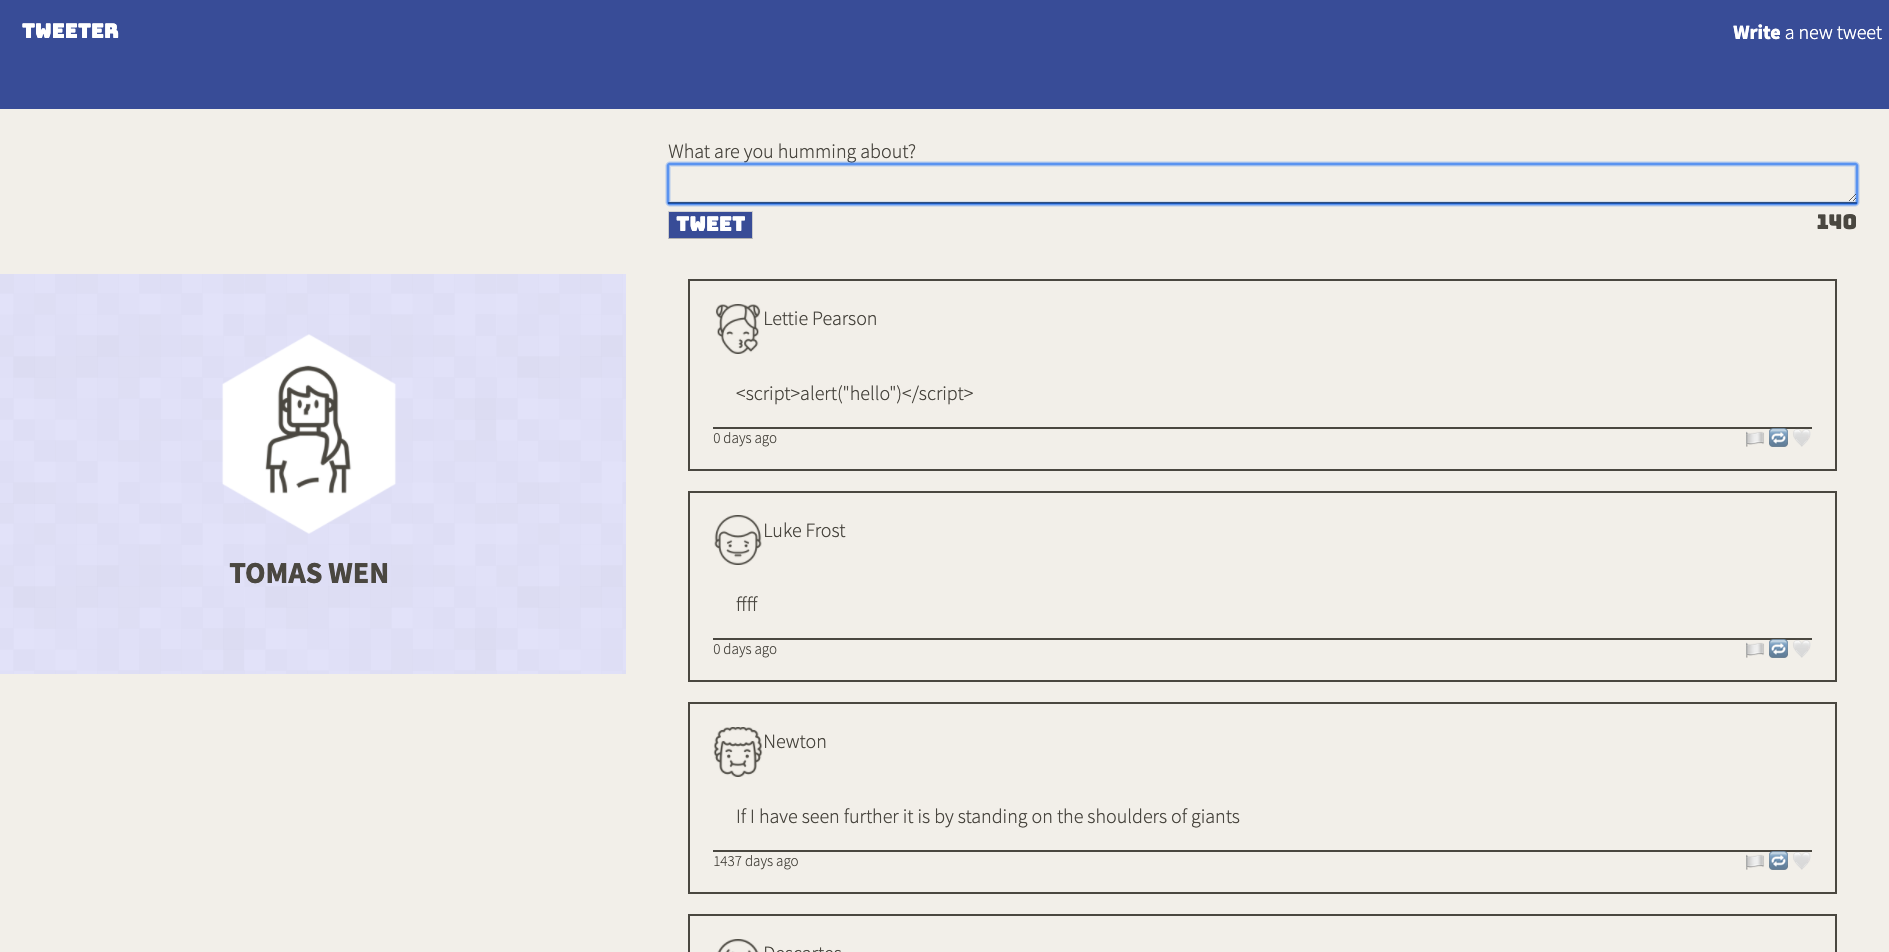 TWEETER
Write a new tweet
What are you humming about?
TWEET
140
TOMAS WEN
Lettie Pearson
<script>alert("hello")</script>
0 days ago
Luke Frost
ffff
0 days ago
Newton
If I have seen further it is by standing on the shoulders of giants
1437 days ago
Descartes